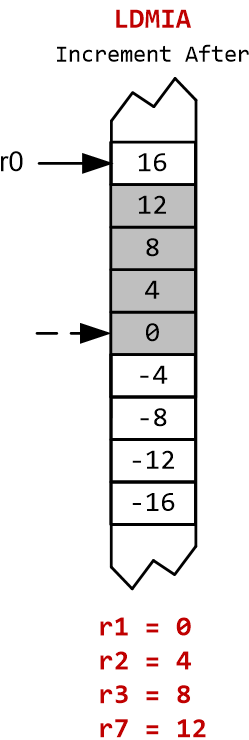 LDMIA
Increment After
r0
16
12
8
4
0
-4
-8
-12
-16
r1 = 0
r2 = 4
r3 = 8
r7 = 12